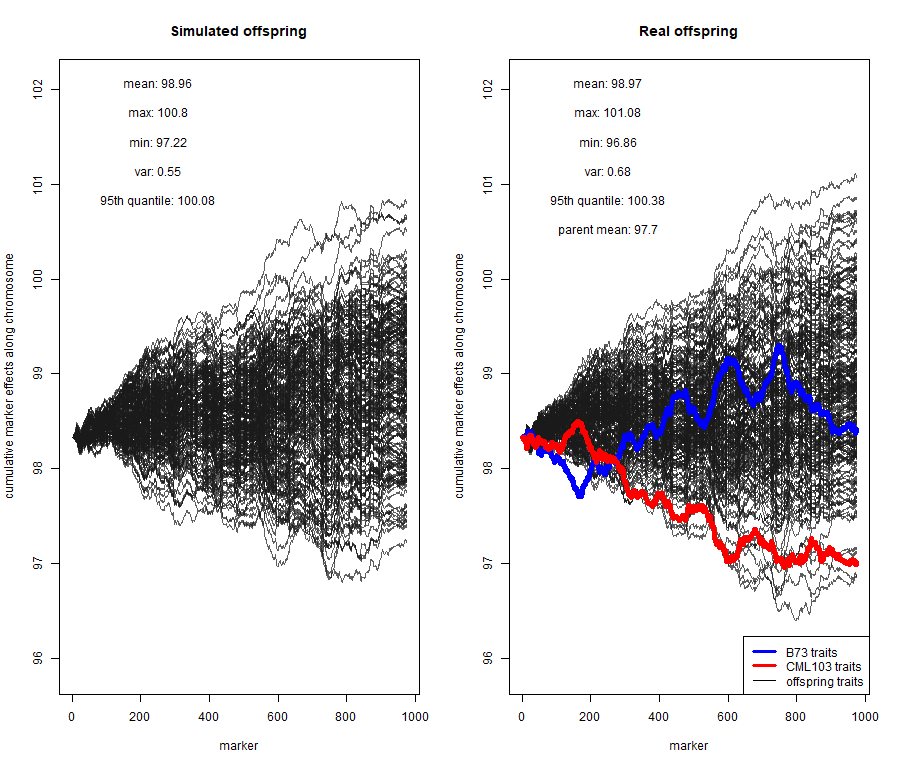 Simulated offspring
mean: 98.96
max: 100.8
min: 97.22
var: 0.55
95th quantile: 100.08
cumulative marker effects along chromosome
96
97
98
99
100
101
102
0
200
400
600
800
1000
marker
Real offspring
mean: 98.97
max: 101.08
min: 96.86
var: 0.68
95th quantile: 100.38
parent mean: 97.7
cumulative marker effects along chromosome
96
97
98
99
100
101
102
B73 traits
CML103 traits
offspring traits
0
200
400
600
800
1000
marker